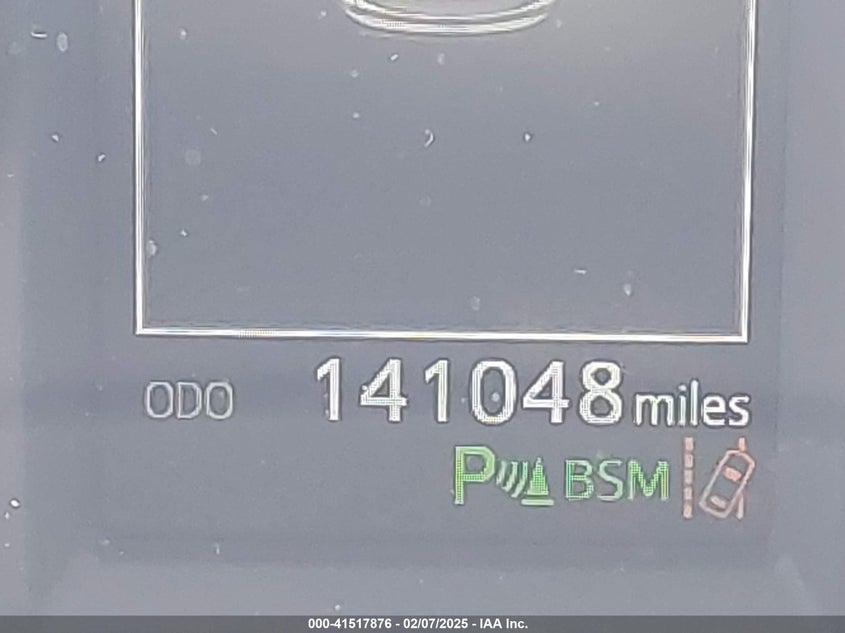 ODO 141048 miles
P BSM
000-41517876 - 02/07/2025 - IAA Inc.